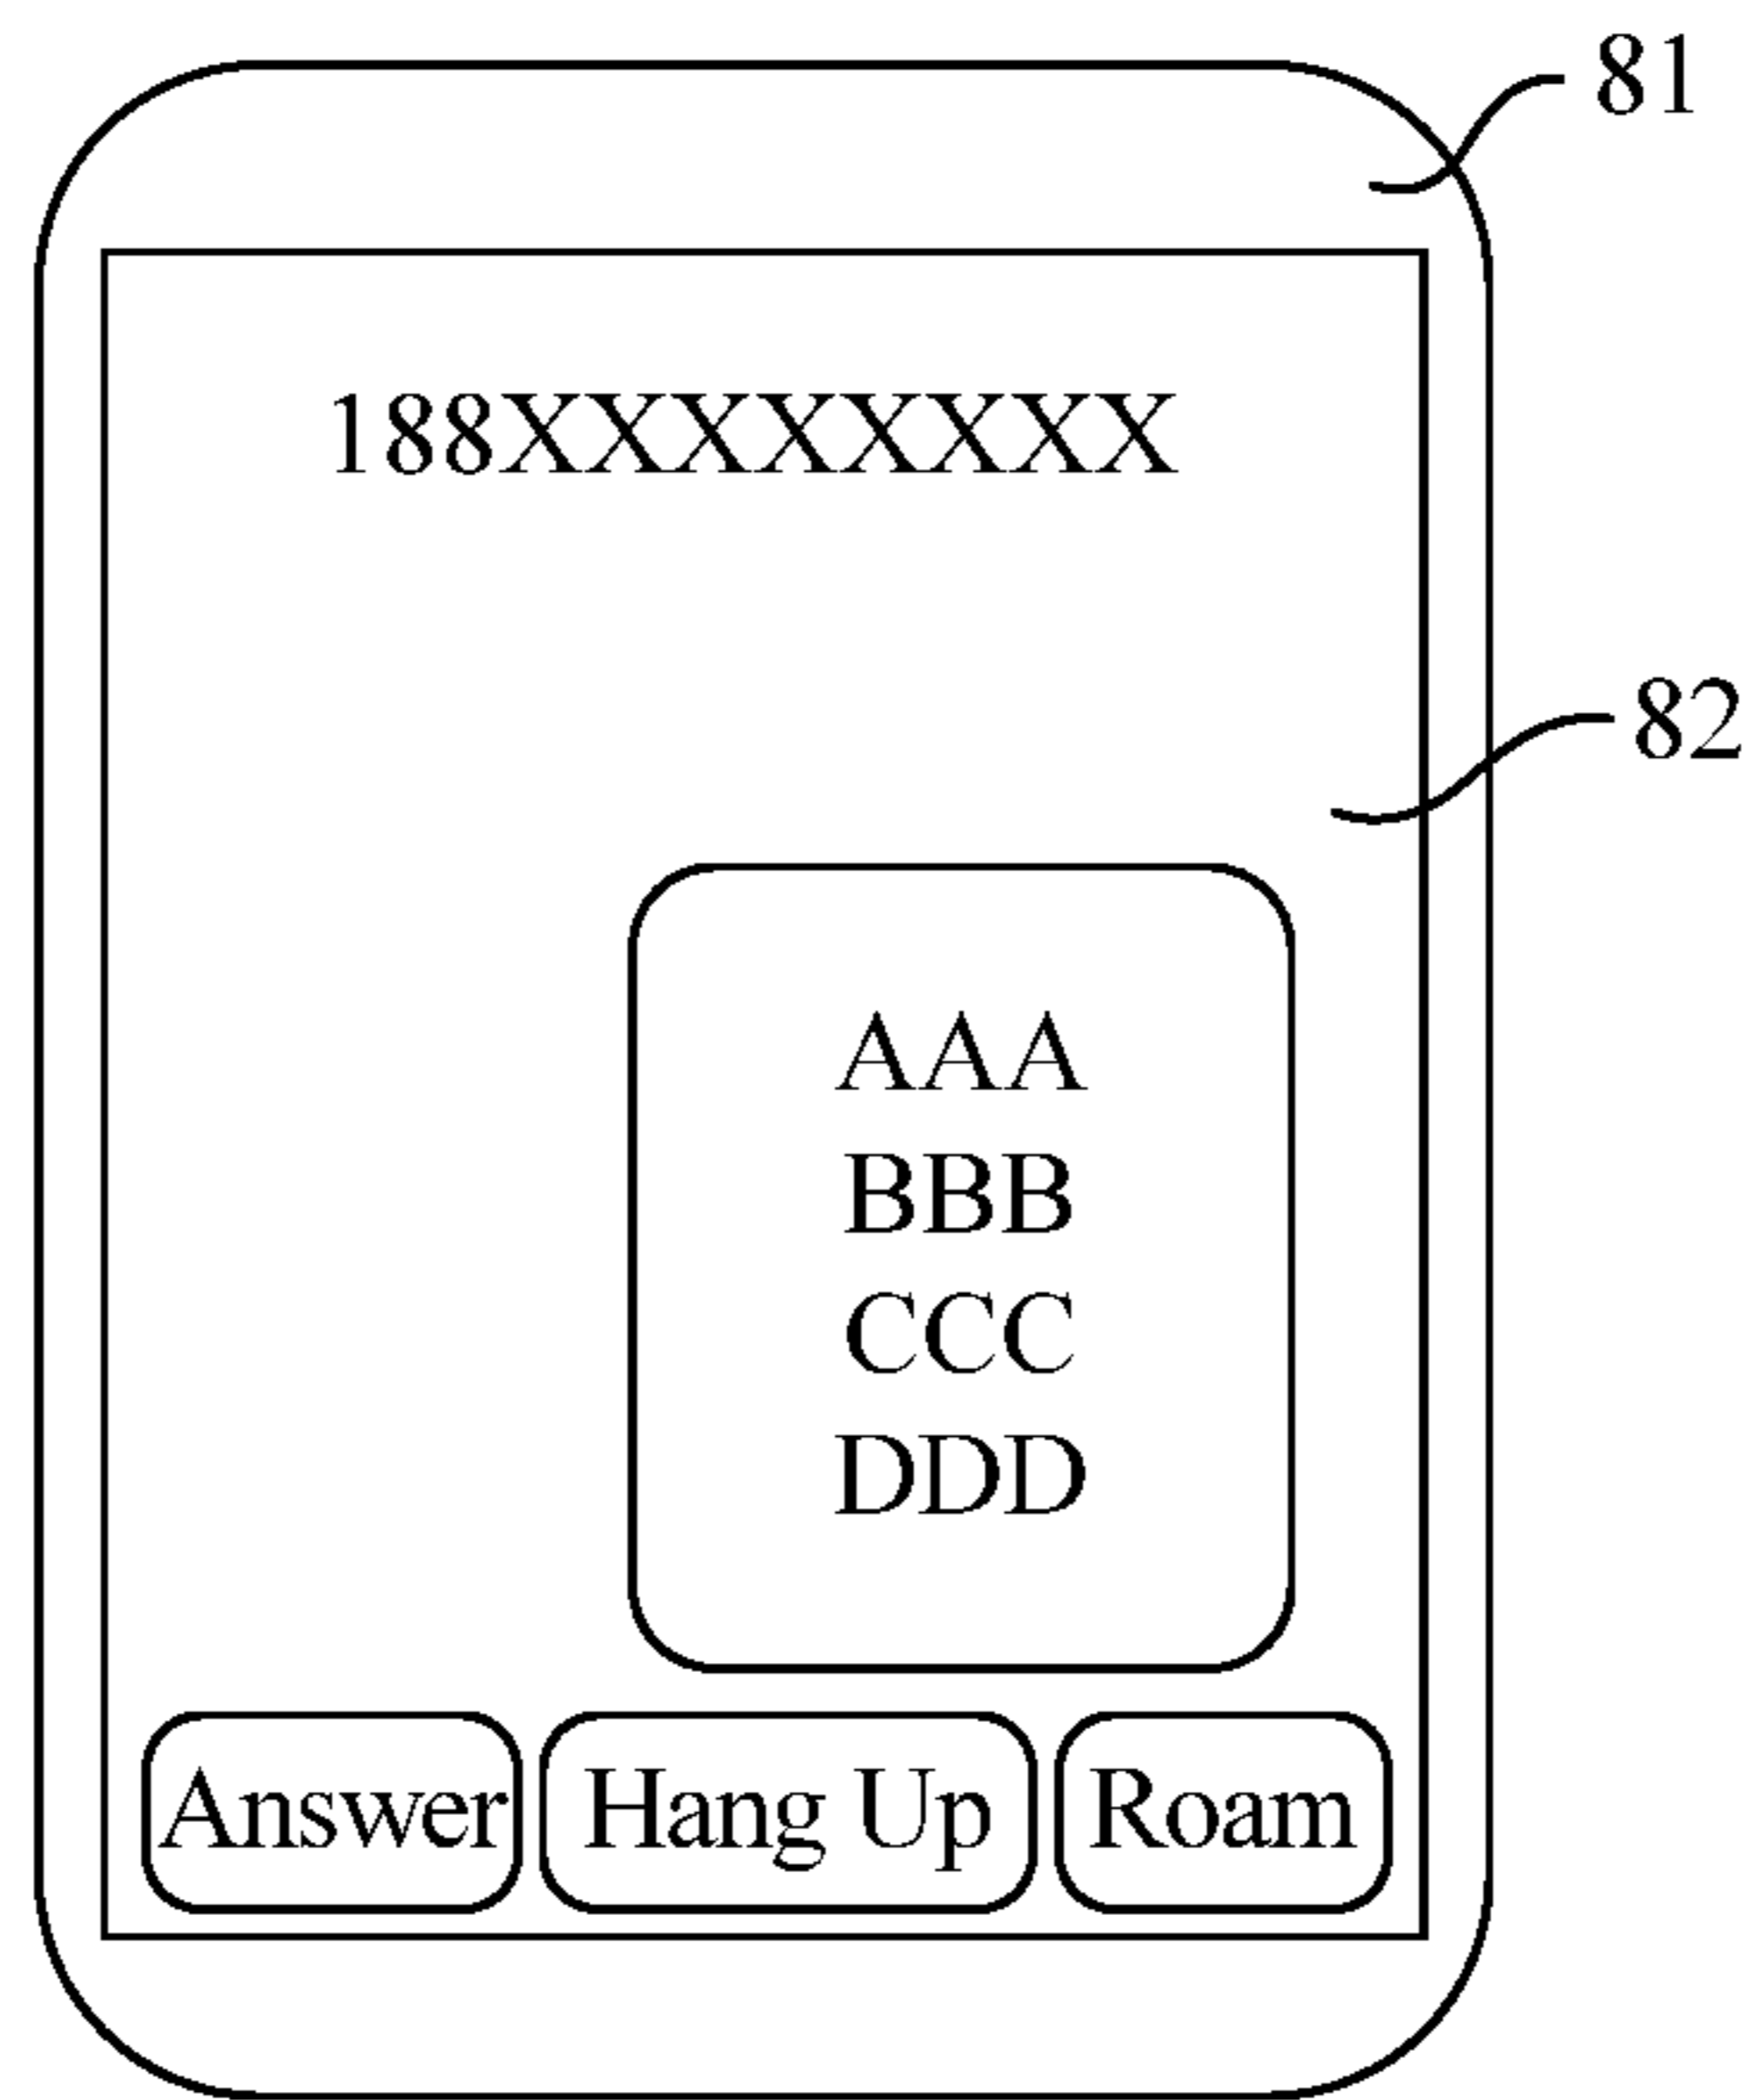 81
188XXXXXXXX
82
AAA
BBB
CCC
DDD
Answer Hang Up Roam